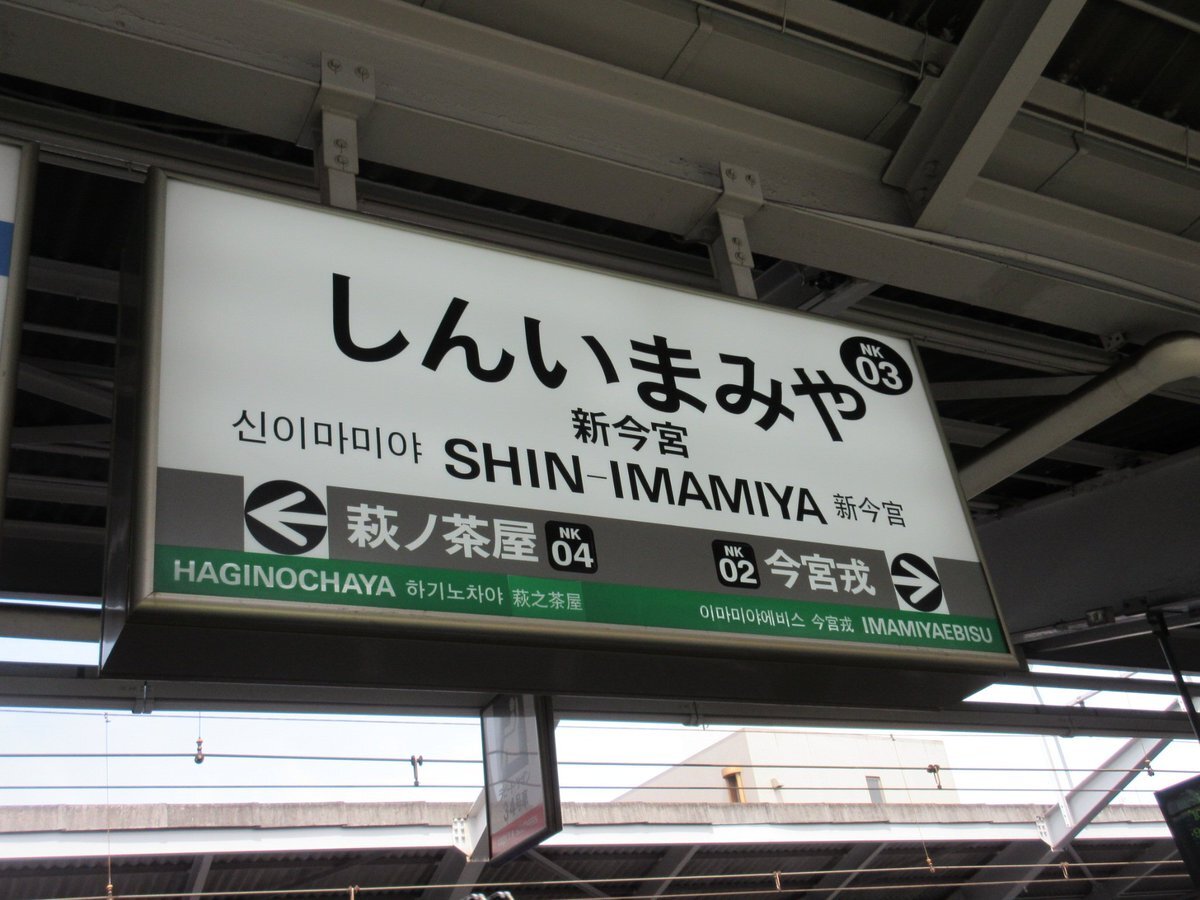 しんいまみや
NK
03
新今宮
신이마미야 SHIN-IMAMIYA 新今宮
萩ノ茶屋 NK 04
NK 02 今宮戎
HAGINOCHAYA 하기노차야 萩之茶屋
이마미야에비스 今宮戎 IMAMIYAEBISU